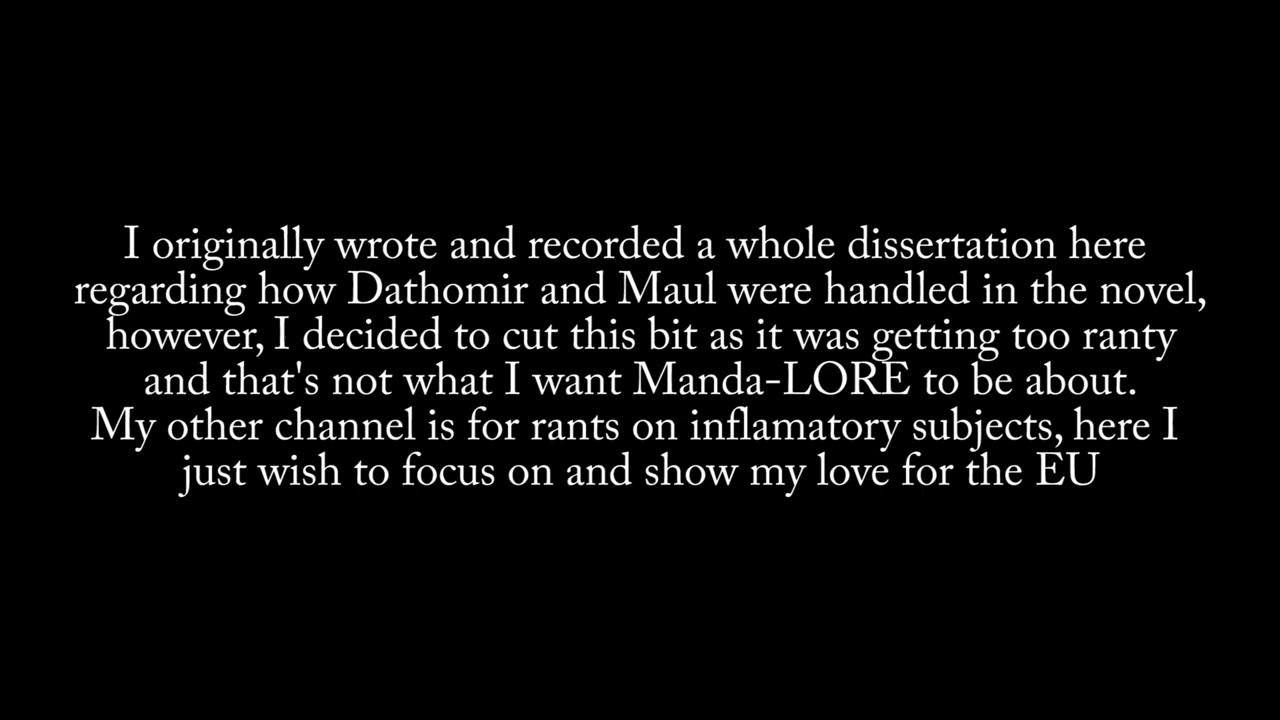 I originally wrote and recorded a whole dissertation here
regarding how Dathomir and Maul were handled in the novel,
however, I decided to cut this bit as it was getting too ranty
and that's not what I want Manda-LORE to be about.
My other channel is for rants on inflamatory subjects, here I
just wish to focus on and show my love for the EU